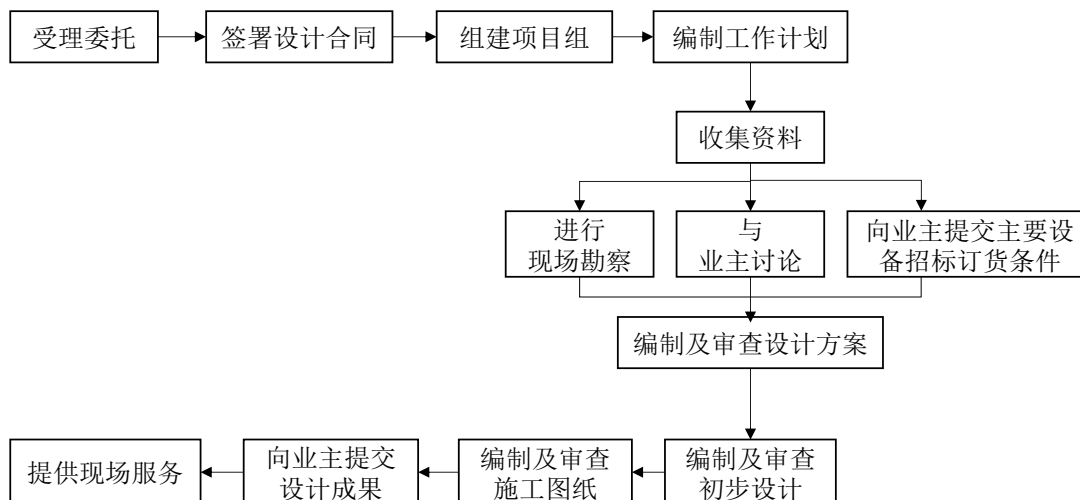 受理委托
签署设计合同
组建项目组
编制工作计划
收集资料
进行
现场勘察
与
业主讨论
向业主提交主要设
备招标订货条件
编制及审查设计方案
提供现场服务
向业主提交
设计成果
编制及审查
施工图纸
编制及审查
初步设计